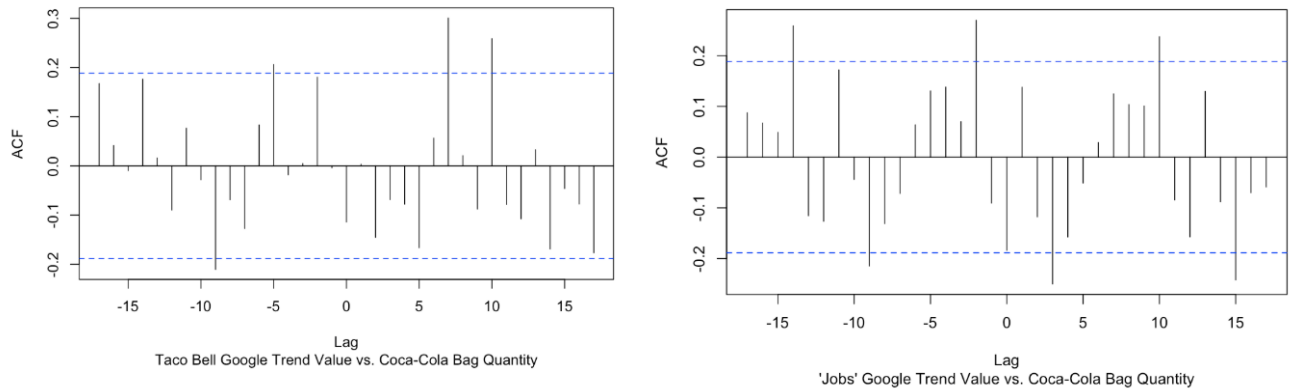 ACF
0.3
0.2
0.1
0.0
-0.1
-0.2
-15 -10 -5 0 5 10 15
Lag
Taco Bell Google Trend Value vs. Coca-Cola Bag Quantity
ACF
0.2
0.1
0.0
-0.1
-0.2
-15 -10 -5 0 5 10 15
Lag
'Jobs' Google Trend Value vs. Coca-Cola Bag Quantity